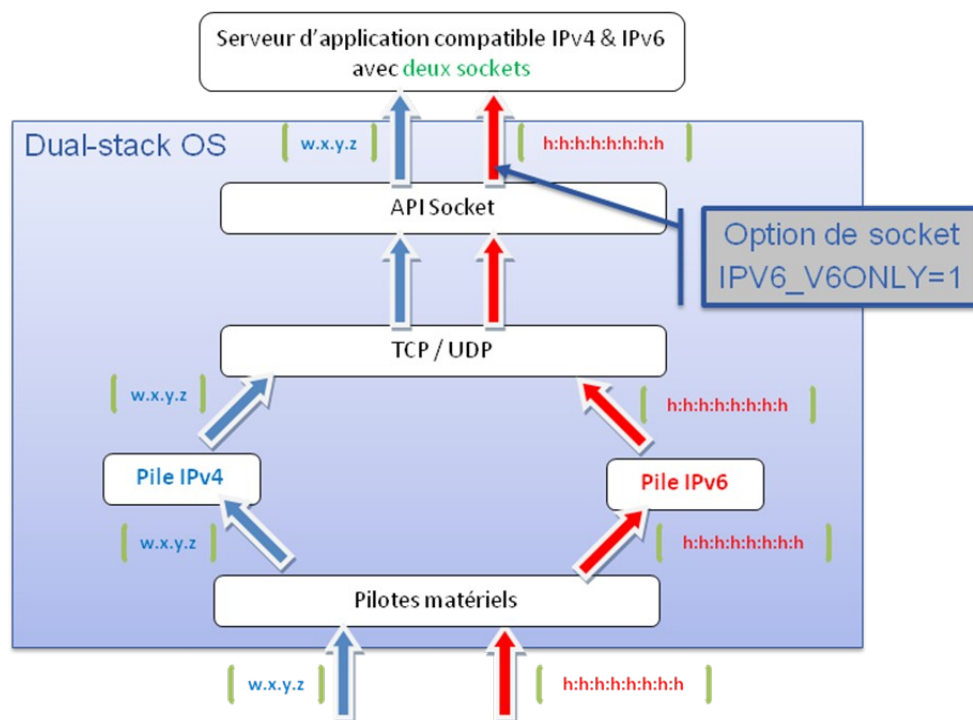 Serveur d'application compatible IPv4 & IPv6
avec deux sockets
Dual-stack OS
w.x.y.z
h:h:h:h:h:h:h:h
API Socket
Option de socket
IPV6_V6ONLY=1
TCP / UDP
w.x.y.z
h:h:h:h:h:h:h:h
Pile IPv4
Pile IPv6
w.x.y.z
h:h:h:h:h:h:h:h
Pilotes matériels
w.x.y.z
h:h:h:h:h:h:h:h